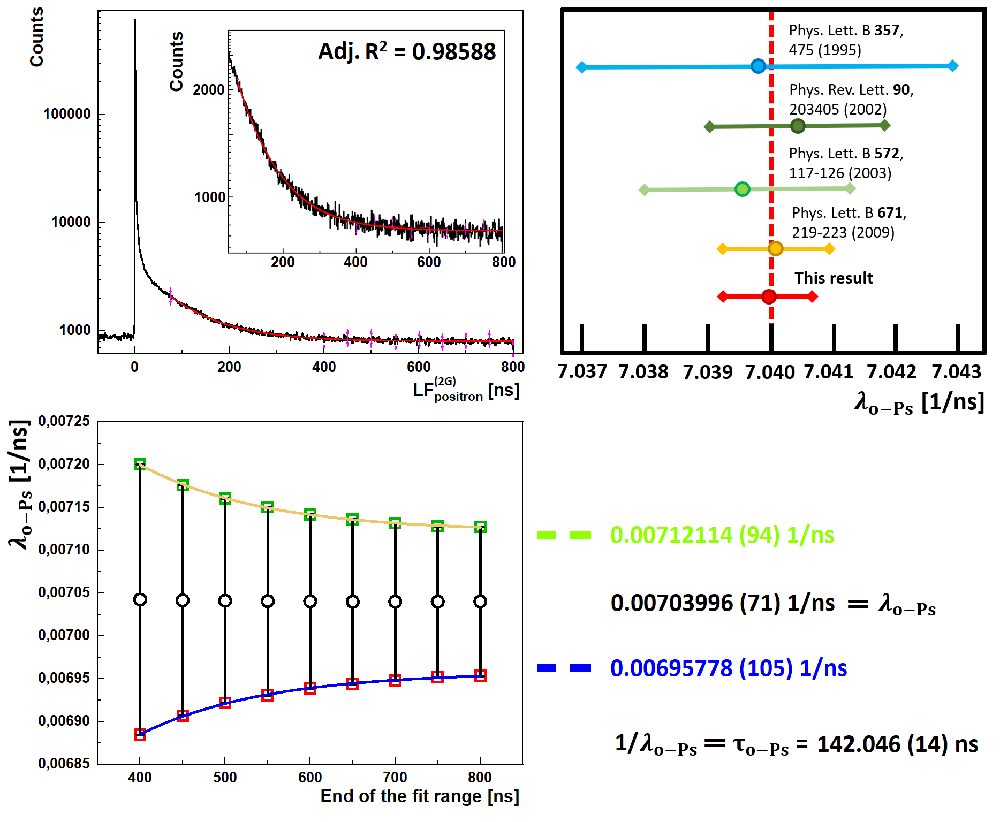 Counts
100000
10000
1000
0
200
400
600
800
LF(2G)positron [ns]
Counts
Adj. R² = 0.98588
2000
1000
200
400
600
800
Phys. Lett. B 357,
475 (1995)
Phys. Rev. Lett. 90,
203405 (2002)
Phys. Lett. B 572,
117-126 (2003)
Phys. Lett. B 671,
219-223 (2009)
This result
7.037
7.038
7.039
7.040
7.041
7.042
7.043
λo−Ps [1/ns]
λo−Ps [1/ns]
0,00725
0,00720
0,00715
0,00710
0,00705
0,00700
0,00695
0,00690
0,00685
400
500
600
700
800
End of the fit range [ns]
0.00712114 (94) 1/ns
0.00703996 (71) 1/ns = λo−Ps
0.00695778 (105) 1/ns
1/λo−Ps == τo−Ps = 142.046 (14) ns